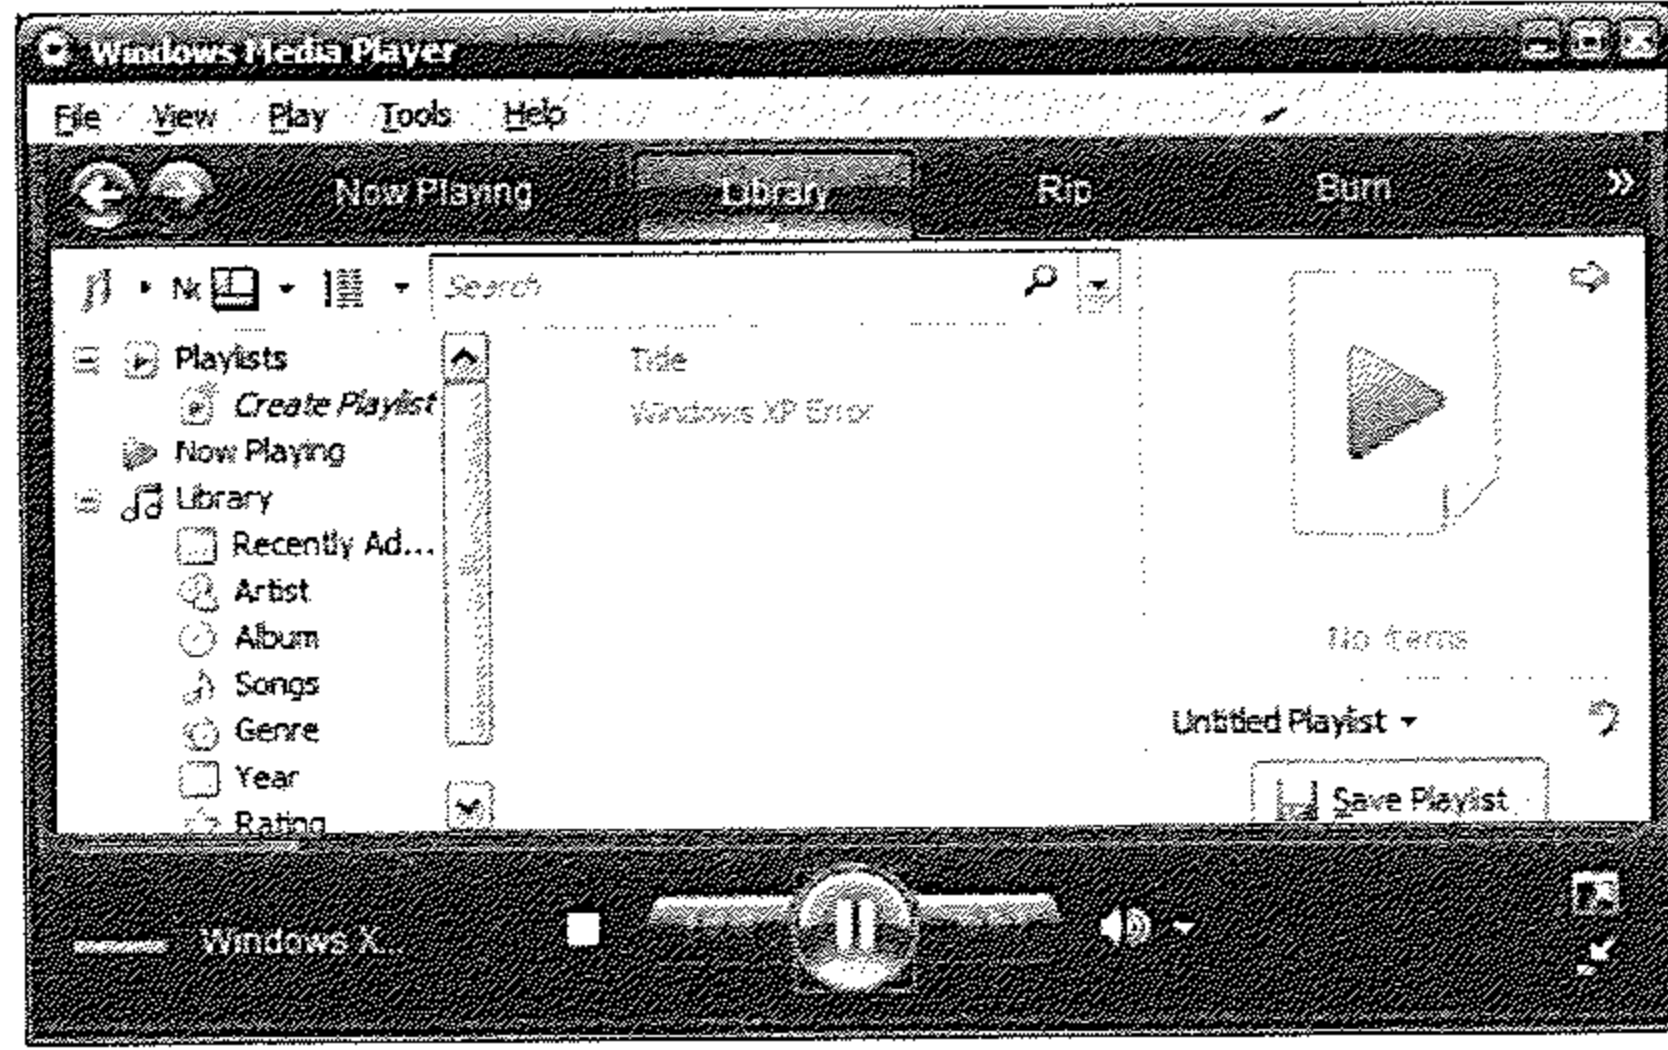 Windows Media Player
File View Play Tools Help
Now Playing Library Rip Burn »
Search
Playlists
Title
Create Playlist
Windows XP Error
Now Playing
Library
Recently Ad...
Artist
Album
No items
Songs
Untitled Playlist
Genre
Year
Save Playlist
Rating
Windows X...